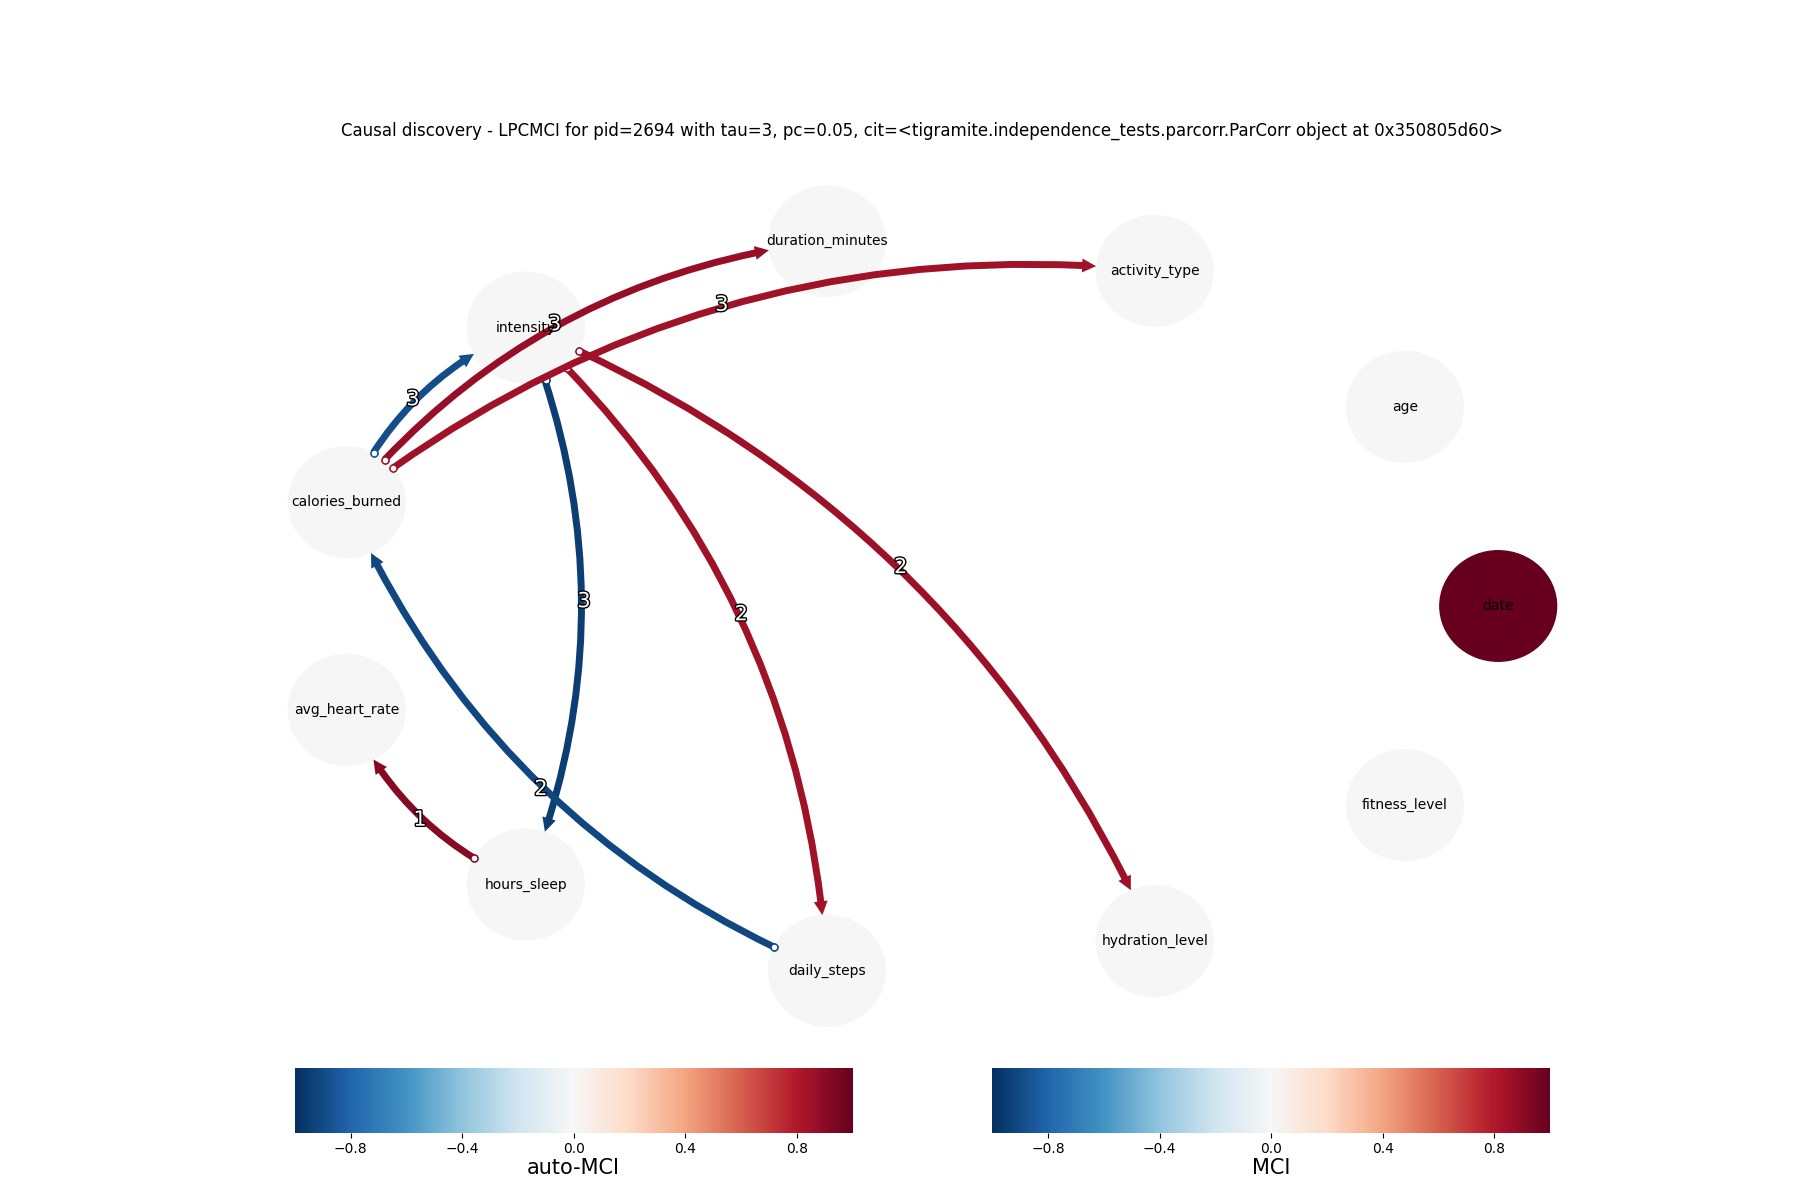 Causal discovery - LPCMCI for pid=2694 with tau=3, pc=0.05, cit=<tigramite.independence_tests.parcorr.ParCorr object at 0x350805d60>
duration_minutes
activity_type
3
intensity
3
3
age
calories_burned
2
3
date
2
avg_heart_rate
2
fitness_level
1
hours_sleep
hydration_level
daily_steps
−0.8 −0.4 0.0 0.4 0.8
auto-MCI
−0.8 −0.4 0.0 0.4 0.8
MCI